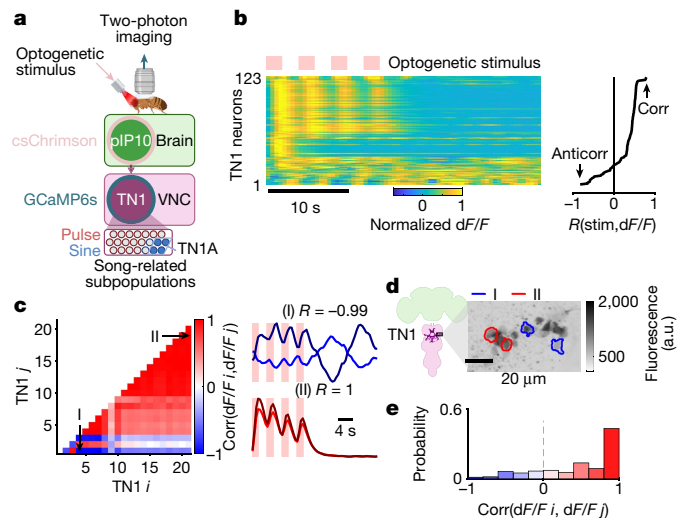 a
Two-photon
imaging
Optogenetic
stimulus
csChrimson
pIP10
Brain
GCaMP6s
TN1
VNC
Pulse
Sine
TN1A
Song-related
subpopulations
b
Optogenetic stimulus
123
TN1 neurons
1
10 s
0 1
Normalized dF/F
Corr
Anticorr
−1 0 1
R(stim,dF/F)
c
20
15
10
5
TN1 j
II
I
5 10 15 20
TN1 i
1
0
−1
Corr(dF/F i,dF/F j)
(I) R = −0.99
(II) R = 1
4 s
d
I II
TN1
20 μm
2,000
500
Fluorescence
(a.u.)
e
0.6
0
Probability
−1 0 1
Corr(dF/F i, dF/F j)